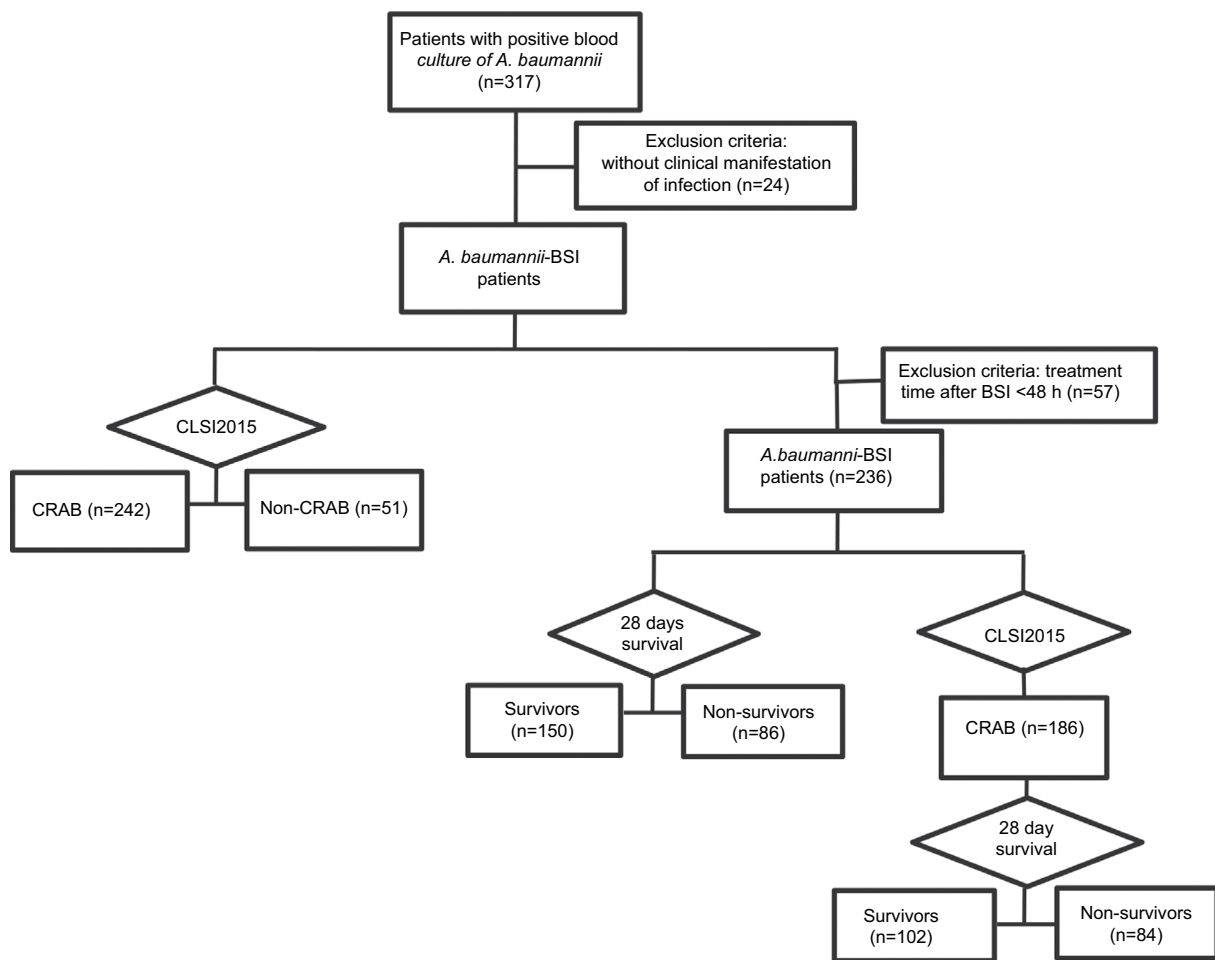 Patients with positive blood
culture of A. baumannii
(n=317)
Exclusion criteria:
without clinical manifestation
of infection (n=24)
A. baumannii-BSI
patients
Exclusion criteria: treatment
time after BSI <48 h (n=57)
CLSI2015
A.baumanni-BSI
patients (n=236)
CRAB (n=242)
Non-CRAB (n=51)
28 days
survival
CLSI2015
Survivors
(n=150)
Non-survivors
(n=86)
CRAB (n=186)
28 day
survival
Survivors
(n=102)
Non-survivors
(n=84)